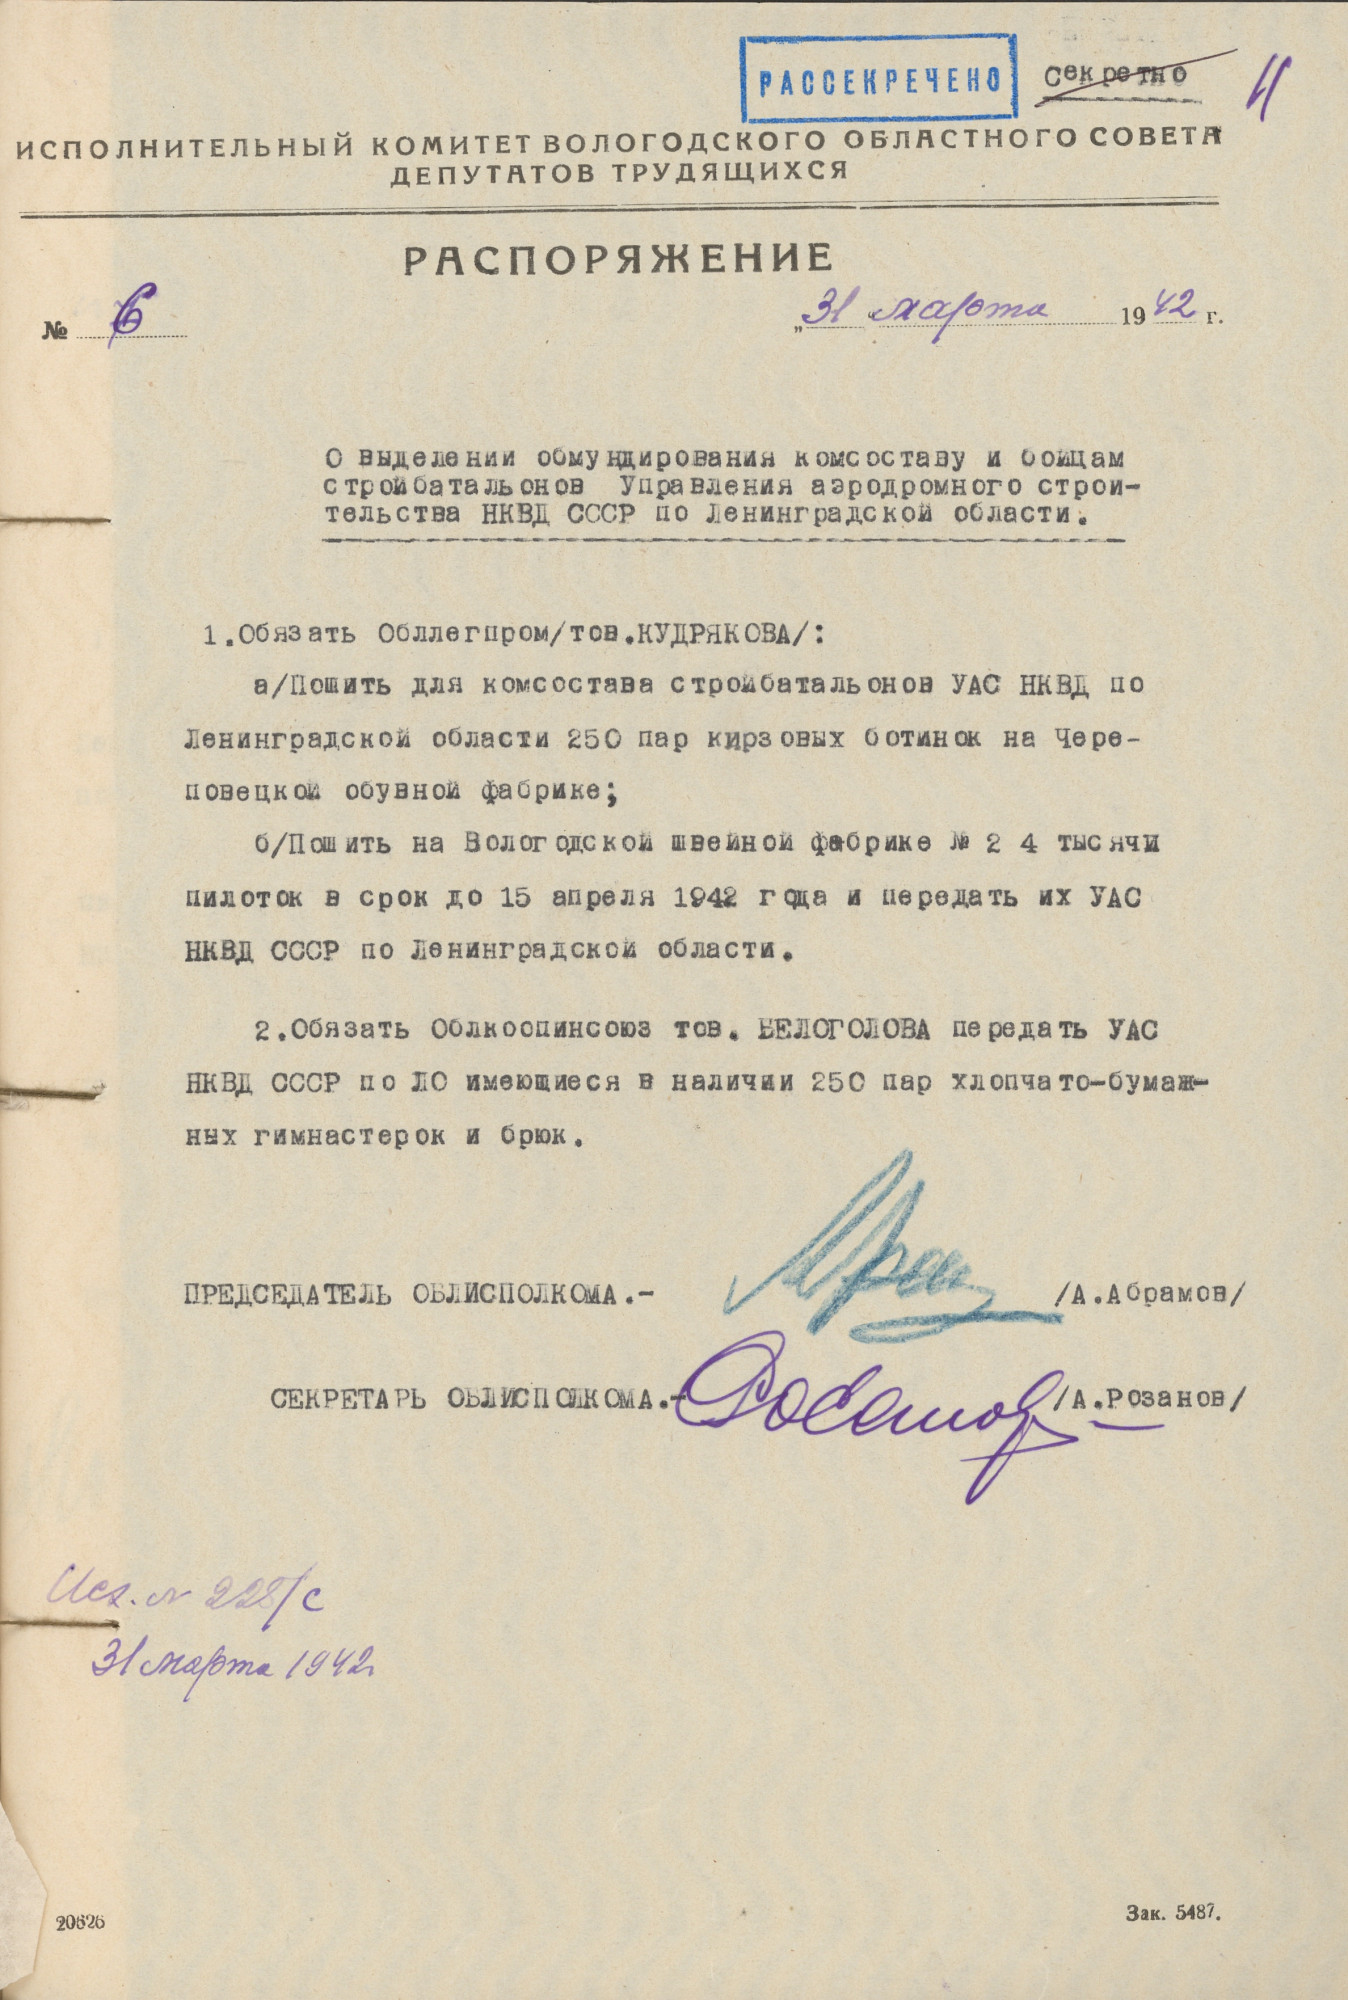 РАССЕКРЕЧЕНО
Секретно
ИСПОЛНИТЕЛЬНЫЙ КОМИТЕТ ВОЛОГОДСКОГО ОБЛАСТНОГО СОВЕТА
ДЕПУТАТОВ ТРУДЯЩИХСЯ
РАСПОРЯЖЕНИЕ
№ 6
„31" марта 1942 г.
О выделении обмундирования комсоставу и бойцам
стройбатальонов Управления аэродромного строи-
тельства НКВД СССР по Ленинградской области.
1.Обязать Обллегпром/тов.КУДРЯКОВА/:
а/Пошить для комсостава стройбатальонов УАС НКВД по
Ленинградской области 250 пар кирзовых ботинок на Чере-
повецкой обувной фабрике;
б/Пошить на Вологодской швейной фабрике № 2 4 тысячи
пилоток в срок до 15 апреля 1942 года и передать их УАС
НКВД СССР по Ленинградской области.
2.Обязать Облкоопинсоюз тов. БЕЛОГОЛОВА передать УАС
НКВД СССР по ЛО имеющиеся в наличии 250 пар хлопчато-бумаж-
ных гимнастерок и брюк.
ПРЕДСЕДАТЕЛЬ ОБЛИСПОЛКОМА.- /А.Абрамов/
СЕКРЕТАРЬ ОБЛИСПОЛКОМА.- Розанов /А.Розанов/
Исх. № 228/с
31 марта 1942
20626
Зак. 5487.